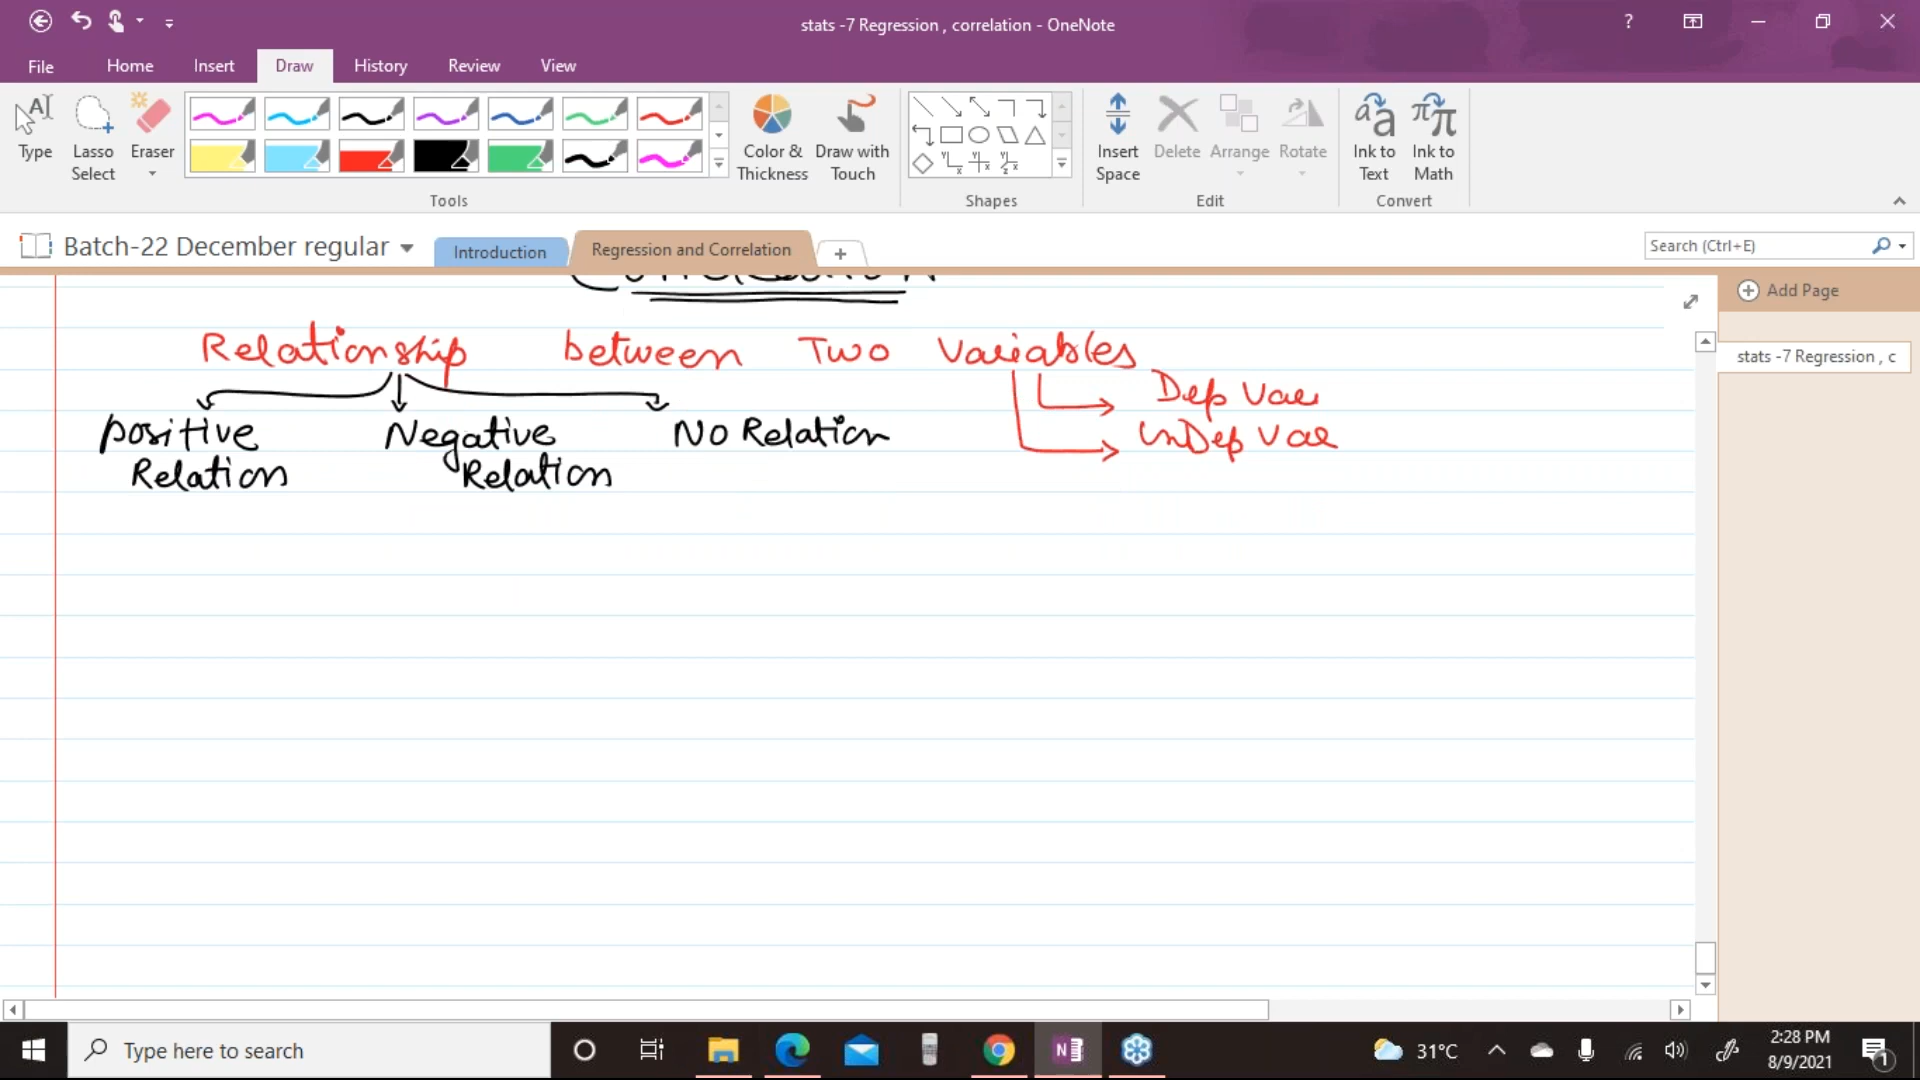 stats -7 Regression , correlation - OneNote
?
File Home Insert Draw History Review View
Type
Lasso Select
Eraser
Color & Thickness
Draw with Touch
Insert Space
Delete
Arrange
Rotate
Ink to Text
Ink to Math
Tools
Shapes
Edit
Convert
Batch-22 December regular
Introduction
Regression and Correlation
Search (Ctrl+E)
Add Page
stats -7 Regression , c
Correlation
Relationship between Two Variables
Dep Var
InDep Var
Positive Relation
Negative Relation
No Relation
Type here to search
31°C
2:28 PM
8/9/2021
1